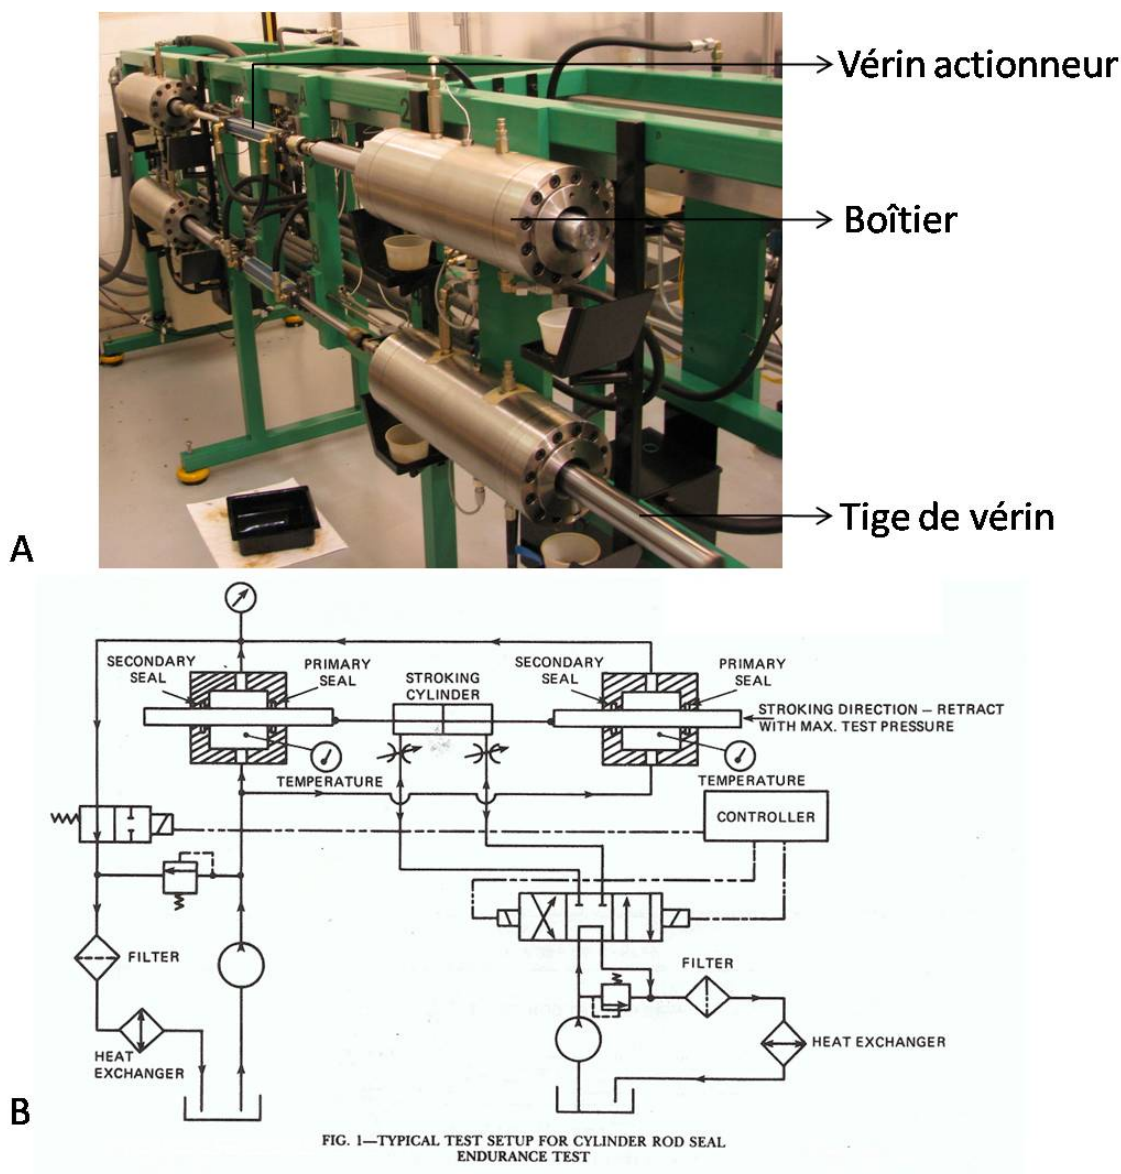 Vérin actionneur
Boîtier
Tige de vérin
A
SECONDARY
SEAL
PRIMARY
SEAL
STROKING
CYLINDER
SECONDARY
SEAL
PRIMARY
SEAL
STROKING DIRECTION – RETRACT
WITH MAX. TEST PRESSURE
TEMPERATURE
TEMPERATURE
CONTROLLER
FILTER
FILTER
HEAT
EXCHANGER
HEAT EXCHANGER
B
FIG. 1—TYPICAL TEST SETUP FOR CYLINDER ROD SEAL
ENDURANCE TEST